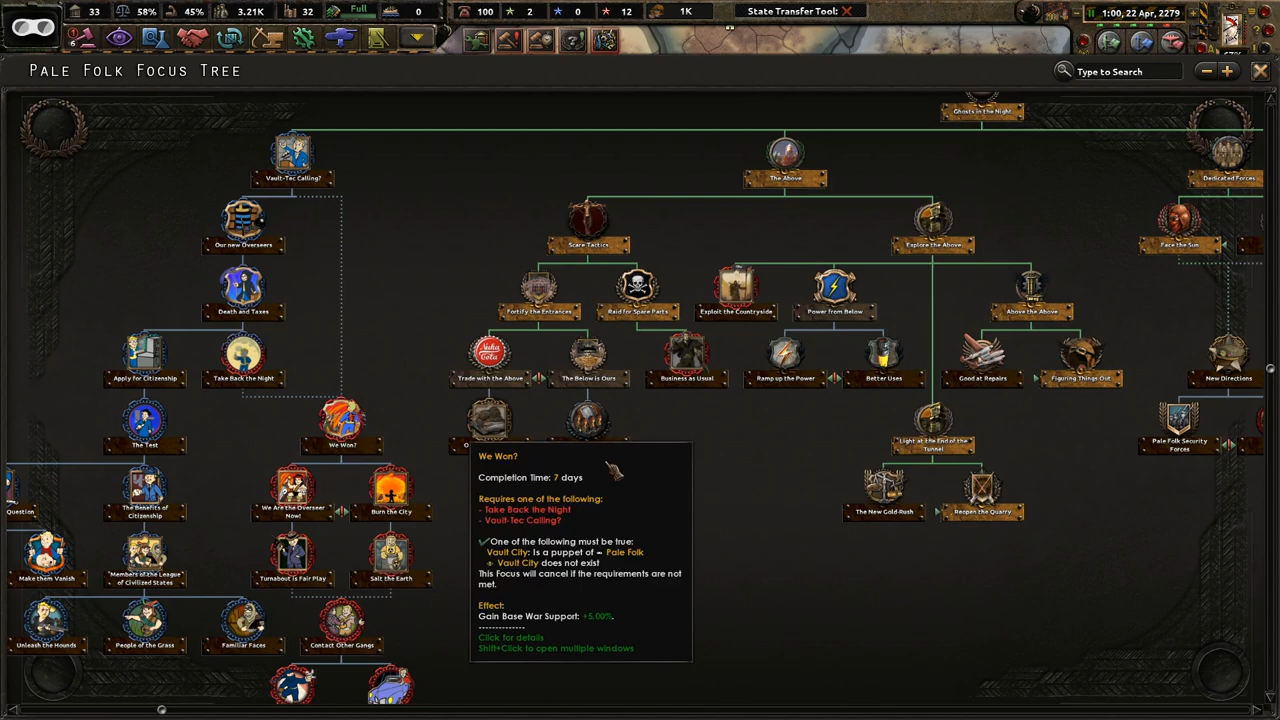 33
58%
45%
3.21K
32
Full
0
100
2
0
12
1K
State Transfer Tool:
1:00, 22 Apr, 2279
6
Pale Folk Focus Tree
Type to Search
Ghosts in the Night
Vault-Tec Calling?
The Above
Dedicated Forces
Our new Overseers
Scare Tactics
Explore the Above
Face the Sun
Death and Taxes
Fortify the Entrances
Raid for Spare Parts
Exploit the Countryside
Power from Below
Above the Above
Nuka Cola
Apply for Citizenship
Take Back the Night
Trade with the Above
The Below is Ours
Business as Usual
Ramp up the Power
Better Uses
Good at Repairs
Figuring Things Out
New Directions
The Test
We Won?
O
Light at the End of the
Tunnel
Pale Folk Security
Forces
Question
The Benefits of
Citizenship
We Are the Overseer
Now!
Burn the City
The New Gold-Rush
Reopen the Quarry
Make them Vanish
Members of the League
of Civilized States
Turnabout is Fair Play
Salt the Earth
Unleash the Hounds
People of the Grass
Familiar Faces
Contact Other Gangs
We Won?
Completion Time: 7 days
Requires one of the following:
- Take Back the Night
- Vault-Tec Calling?
One of the following must be true:
Vault City: Is a puppet of Pale Folk
Vault City does not exist
This Focus will cancel if the requirements are not
met.
Effect:
Gain Base War Support: +5.00%.
--------------
Click for details
Shift+Click to open multiple windows